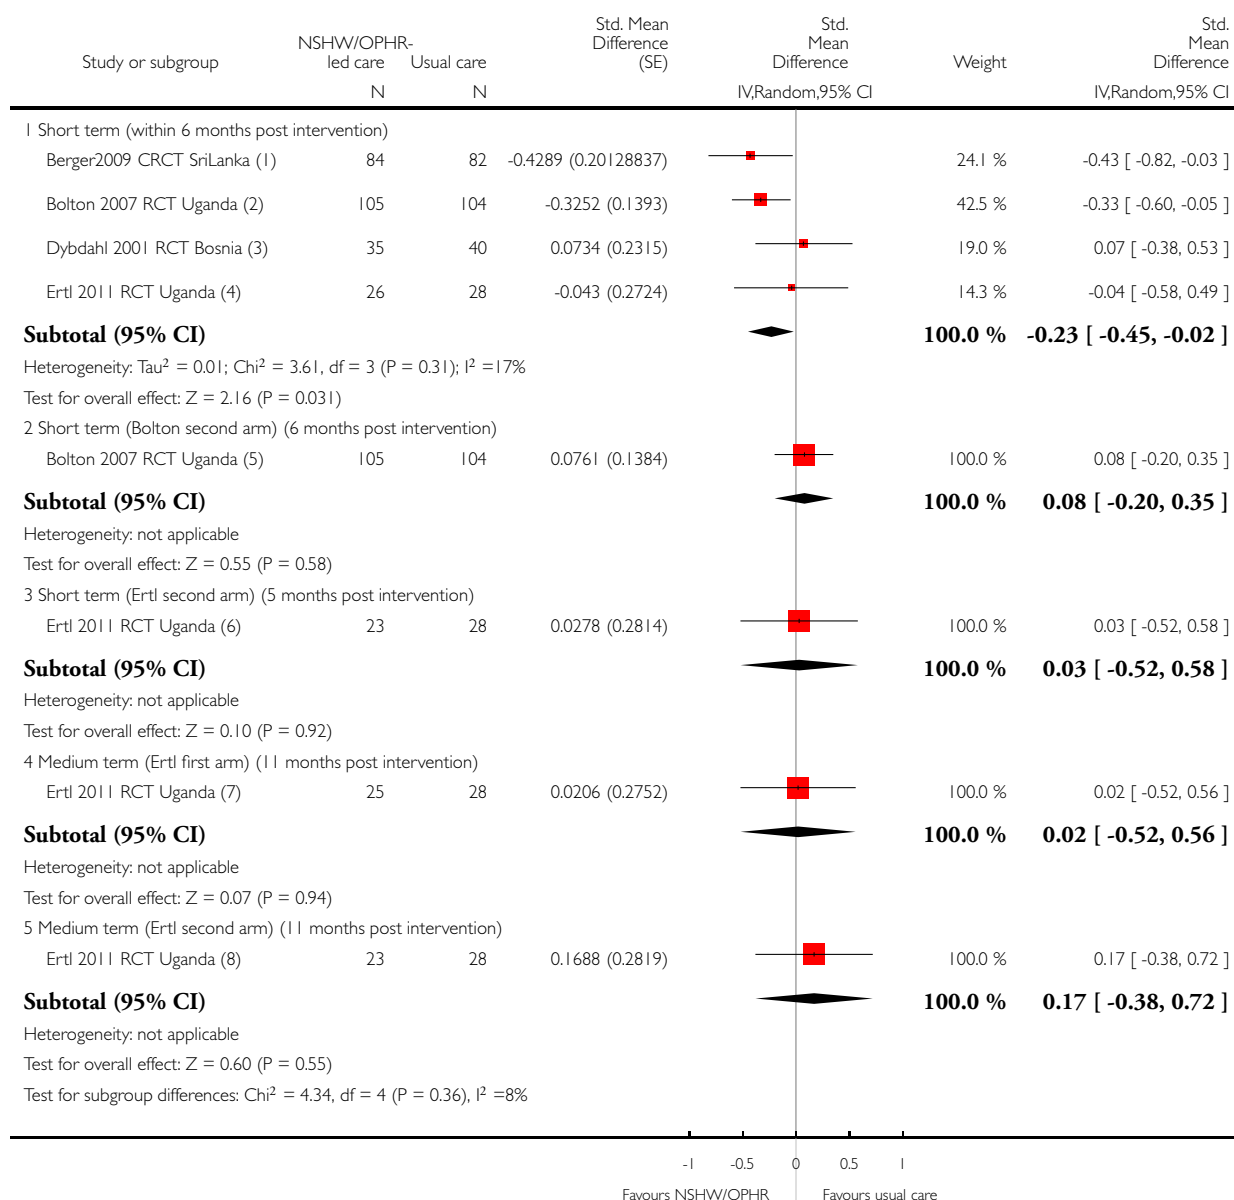 Study or subgroup NSHW/OPHR-led care Usual care Std. Mean Difference (SE) Std. Mean Difference Weight Std. Mean Difference
N N IV,Random,95% CI IV,Random,95% CI
1 Short term (within 6 months post intervention)
Berger2009 CRCT SriLanka (1) 84 82 -0.4289 (0.20128837) 24.1 % -0.43 [ -0.82, -0.03 ]
Bolton 2007 RCT Uganda (2) 105 104 -0.3252 (0.1393) 42.5 % -0.33 [ -0.60, -0.05 ]
Dybdahl 2001 RCT Bosnia (3) 35 40 0.0734 (0.2315) 19.0 % 0.07 [ -0.38, 0.53 ]
Ertl 2011 RCT Uganda (4) 26 28 -0.043 (0.2724) 14.3 % -0.04 [ -0.58, 0.49 ]
Subtotal (95% CI) 100.0 % -0.23 [ -0.45, -0.02 ]
Heterogeneity: Tau² = 0.01; Chi² = 3.61, df = 3 (P = 0.31); I² =17%
Test for overall effect: Z = 2.16 (P = 0.031)
2 Short term (Bolton second arm) (6 months post intervention)
Bolton 2007 RCT Uganda (5) 105 104 0.0761 (0.1384) 100.0 % 0.08 [ -0.20, 0.35 ]
Subtotal (95% CI) 100.0 % 0.08 [ -0.20, 0.35 ]
Heterogeneity: not applicable
Test for overall effect: Z = 0.55 (P = 0.58)
3 Short term (Ertl second arm) (5 months post intervention)
Ertl 2011 RCT Uganda (6) 23 28 0.0278 (0.2814) 100.0 % 0.03 [ -0.52, 0.58 ]
Subtotal (95% CI) 100.0 % 0.03 [ -0.52, 0.58 ]
Heterogeneity: not applicable
Test for overall effect: Z = 0.10 (P = 0.92)
4 Medium term (Ertl first arm) (11 months post intervention)
Ertl 2011 RCT Uganda (7) 25 28 0.0206 (0.2752) 100.0 % 0.02 [ -0.52, 0.56 ]
Subtotal (95% CI) 100.0 % 0.02 [ -0.52, 0.56 ]
Heterogeneity: not applicable
Test for overall effect: Z = 0.07 (P = 0.94)
5 Medium term (Ertl second arm) (11 months post intervention)
Ertl 2011 RCT Uganda (8) 23 28 0.1688 (0.2819) 100.0 % 0.17 [ -0.38, 0.72 ]
Subtotal (95% CI) 100.0 % 0.17 [ -0.38, 0.72 ]
Heterogeneity: not applicable
Test for overall effect: Z = 0.60 (P = 0.55)
Test for subgroup differences: Chi² = 4.34, df = 4 (P = 0.36), I² =8%
-1 -0.5 0 0.5 1
Favours NSHW/OPHR Favours usual care